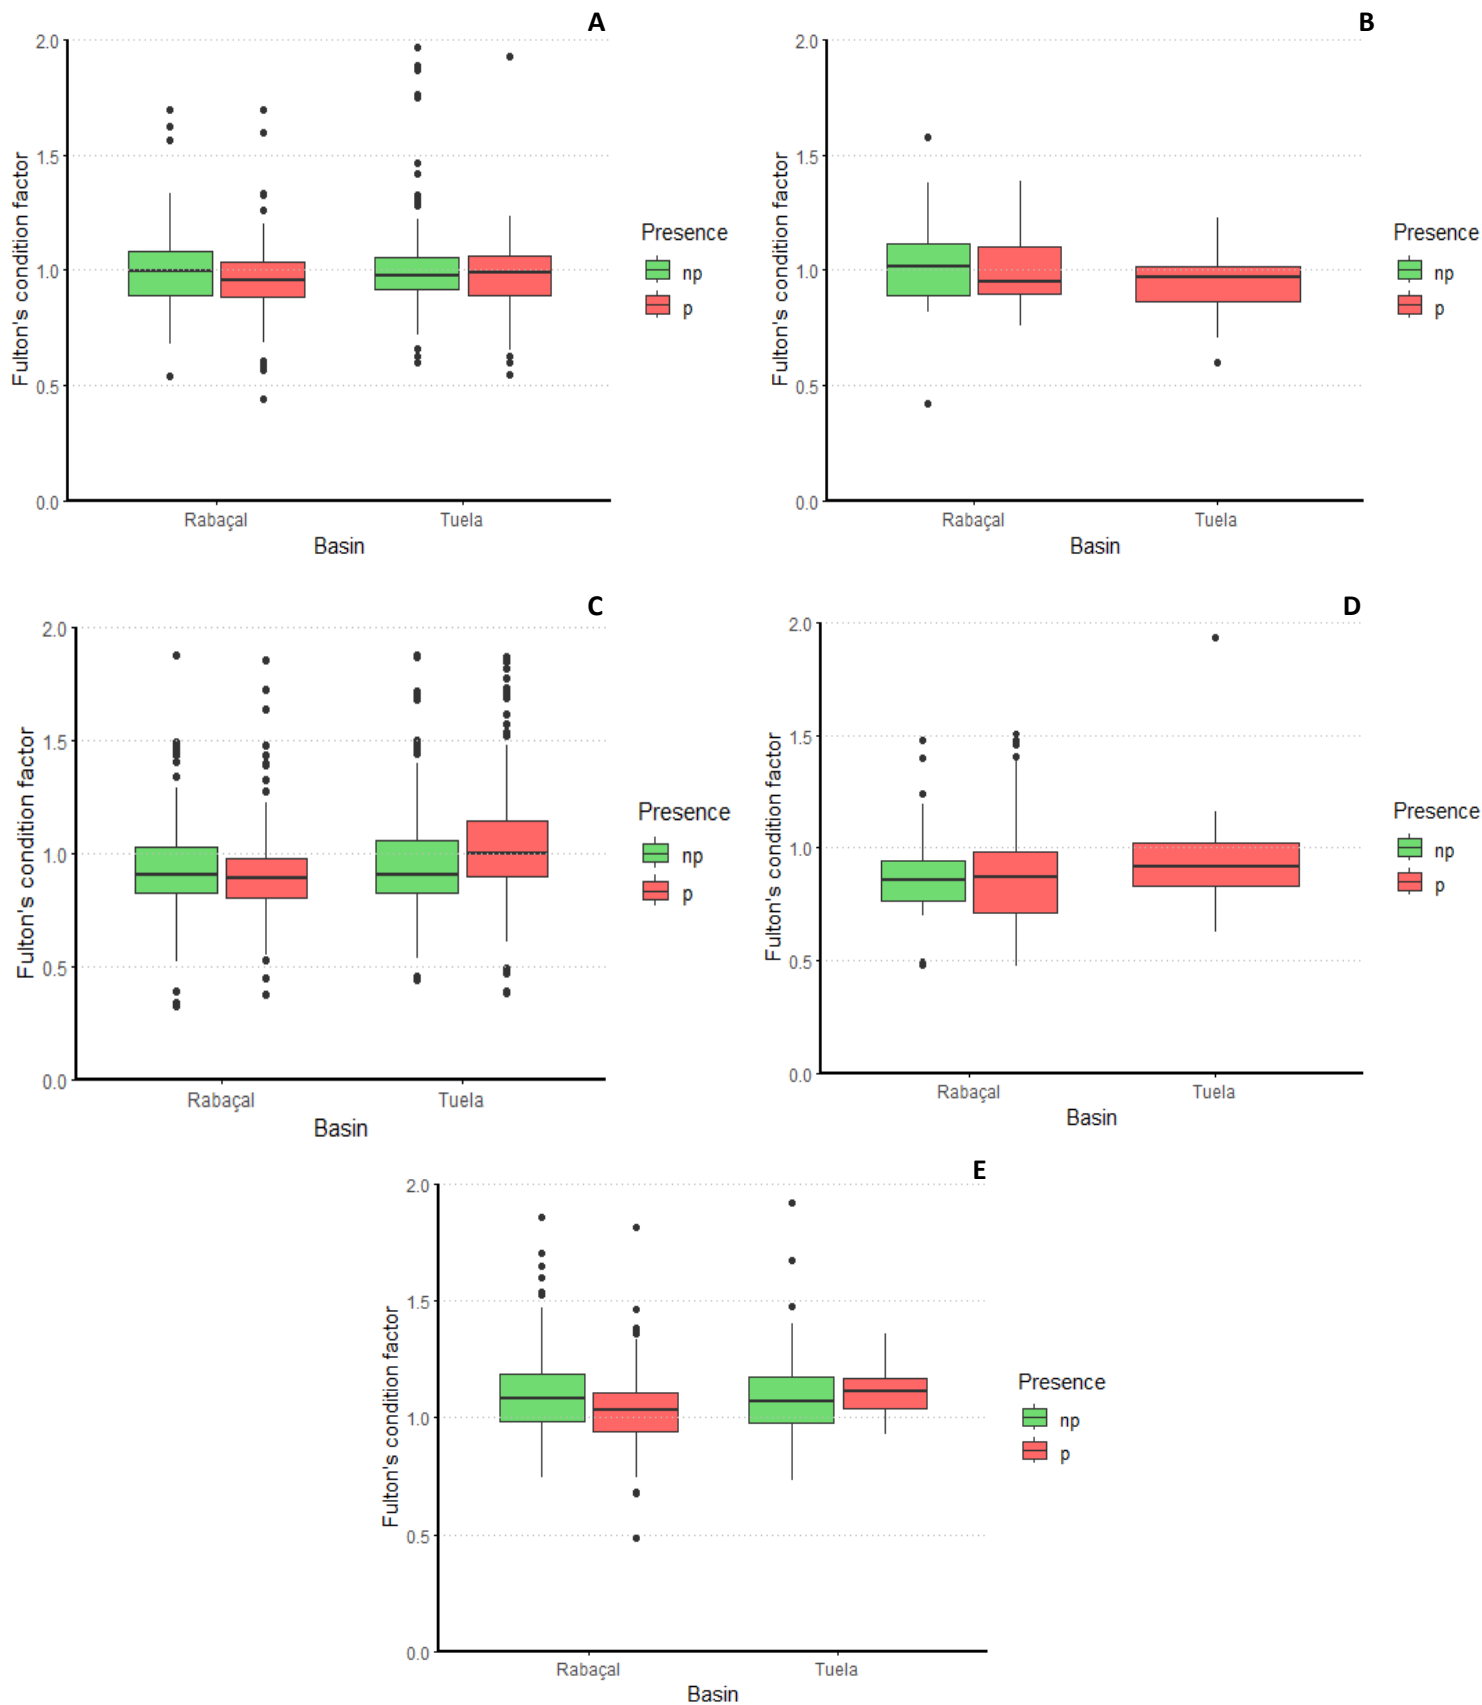 A
Fulton's condition factor
2.0
1.5
1.0
0.5
0.0
Rabaçal
Tuela
Basin
Presence
np
p
B
Fulton's condition factor
2.0
1.5
1.0
0.5
0.0
Rabaçal
Tuela
Basin
Presence
np
p
C
Fulton's condition factor
2.0
1.5
1.0
0.5
0.0
Rabaçal
Tuela
Basin
Presence
np
p
D
Fulton's condition factor
2.0
1.5
1.0
0.5
0.0
Rabaçal
Tuela
Basin
Presence
np
p
E
Fulton's condition factor
2.0
1.5
1.0
0.5
0.0
Rabaçal
Tuela
Basin
Presence
np
p